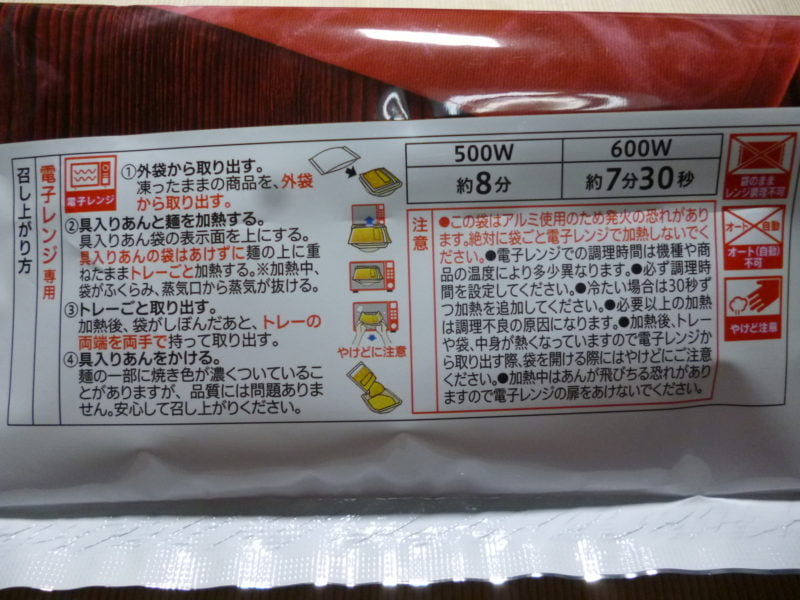 召し上がり方
電子レンジ専用
電子レンジ
①外袋から取り出す。
凍ったままの商品を、外袋
から取り出す。
②具入りあんと麺を加熱する。
具入りあん袋の表示面を上にする。
具入りあんの袋はあけずに麺の上に重
ねたままトレーごと加熱する。※加熱中、
袋がふくらみ、蒸気口から蒸気が抜ける。
③トレーごと取り出す。
加熱後、袋がしぼんだあと、トレーの
両端を両手で持って取り出す。
④具入りあんをかける。
麺の一部に焼き色が濃くついているこ
とがありますが、品質には問題ありま
せん。安心して召し上がりください。
やけどに注意
500W 600W
約8分 約7分30秒
注意
●この袋はアルミ使用のため発火の恐れがあり
ます。絶対に袋ごと電子レンジで加熱しないでく
ださい。●電子レンジでの調理時間は機種や商
品の温度により多少異なります。●必ず調理時
間を設定してください。●冷たい場合は30秒ず
つ加熱を追加してください。●必要以上の加熱
は調理不良の原因になります。●加熱後、トレー
や袋、中身が熱くなっていますので電子レンジか
ら取り出す際、袋を開ける際にはやけどにご注意
ください。●加熱中はあんが飛びちる恐れがあり
ますので電子レンジの扉をあけないでください。
袋のまま
レンジ調理不可
オート 自動
オート(自動)
不可
やけど注意